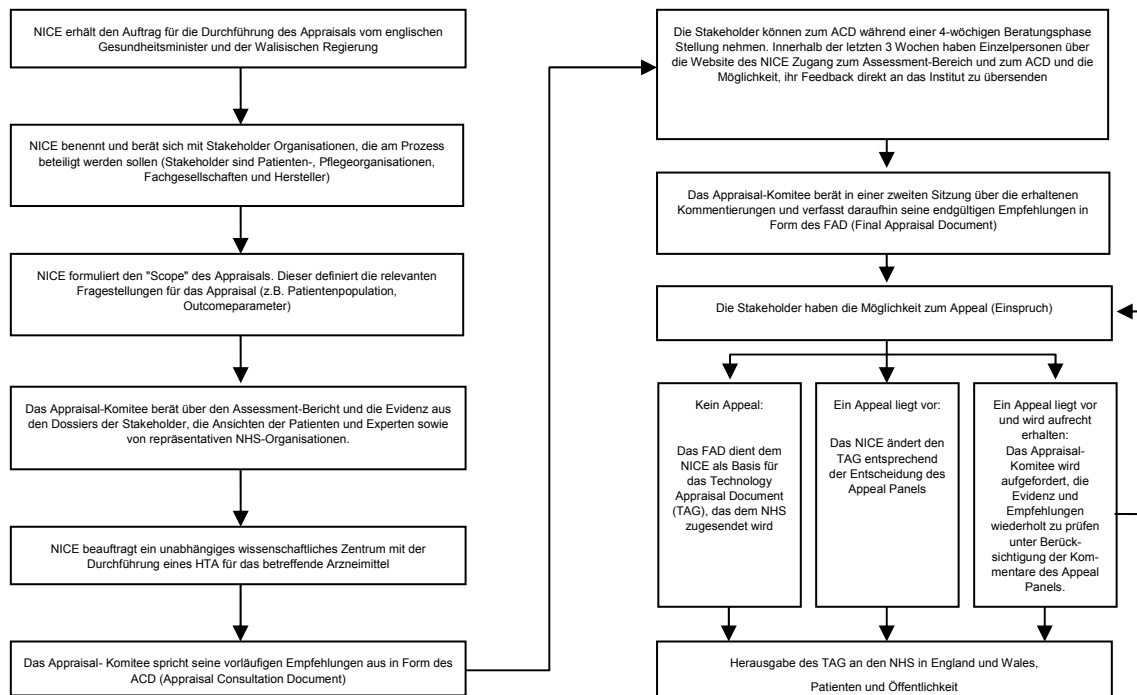 NICE erhält den Auftrag für die Durchführung des Appraisals vom englischen
Gesundheitsminister und der Walisischen Regierung
NICE benennt und berät sich mit Stakeholder Organisationen, die am Prozess
beteiligt werden sollen (Stakeholder sind Patienten-, Pflegeorganisationen,
Fachgesellschaften und Hersteller)
NICE formuliert den "Scope" des Appraisals. Dieser definiert die relevanten
Fragestellungen für das Appraisal (z.B. Patientenpopulation,
Outcomeparameter)
Das Appraisal-Komitee berät über den Assessment-Bericht und die Evidenz aus
den Dossiers der Stakeholder, die Ansichten der Patienten und Experten sowie
von repräsentativen NHS-Organisationen.
NICE beauftragt ein unabhängiges wissenschaftliches Zentrum mit der
Durchführung eines HTA für das betreffende Arzneimittel
Das Appraisal- Komitee spricht seine vorläufigen Empfehlungen aus in Form des
ACD (Appraisal Consultation Document)
Die Stakeholder können zum ACD während einer 4-wöchigen Beratungsphase
Stellung nehmen. Innerhalb der letzten 3 Wochen haben Einzelpersonen über
die Website des NICE Zugang zum Assessment-Bereich und zum ACD und die
Möglichkeit, ihr Feedback direkt an das Institut zu übersenden
Das Appraisal-Komitee berät in einer zweiten Sitzung über die erhaltenen
Kommentierungen und verfasst daraufhin seine endgültigen Empfehlungen in
Form des FAD (Final Appraisal Document)
Die Stakeholder haben die Möglichkeit zum Appeal (Einspruch)
Kein Appeal:
Das FAD dient dem
NICE als Basis für
das Technology
Appraisal Document
(TAG), das dem NHS
zugesendet wird
Ein Appeal liegt vor:
Das NICE ändert den
TAG entsprechend
der Entscheidung des
Appeal Panels
Ein Appeal liegt vor
und wird aufrecht
erhalten:
Das Appraisal-
Komitee wird
aufgefordert, die
Evidenz und
Empfehlungen
wiederholt zu prüfen
unter Berück-
sichtigung der Kom-
mentare des Appeal
Panels.
Herausgabe des TAG an den NHS in England und Wales,
Patienten und Öffentlichkeit